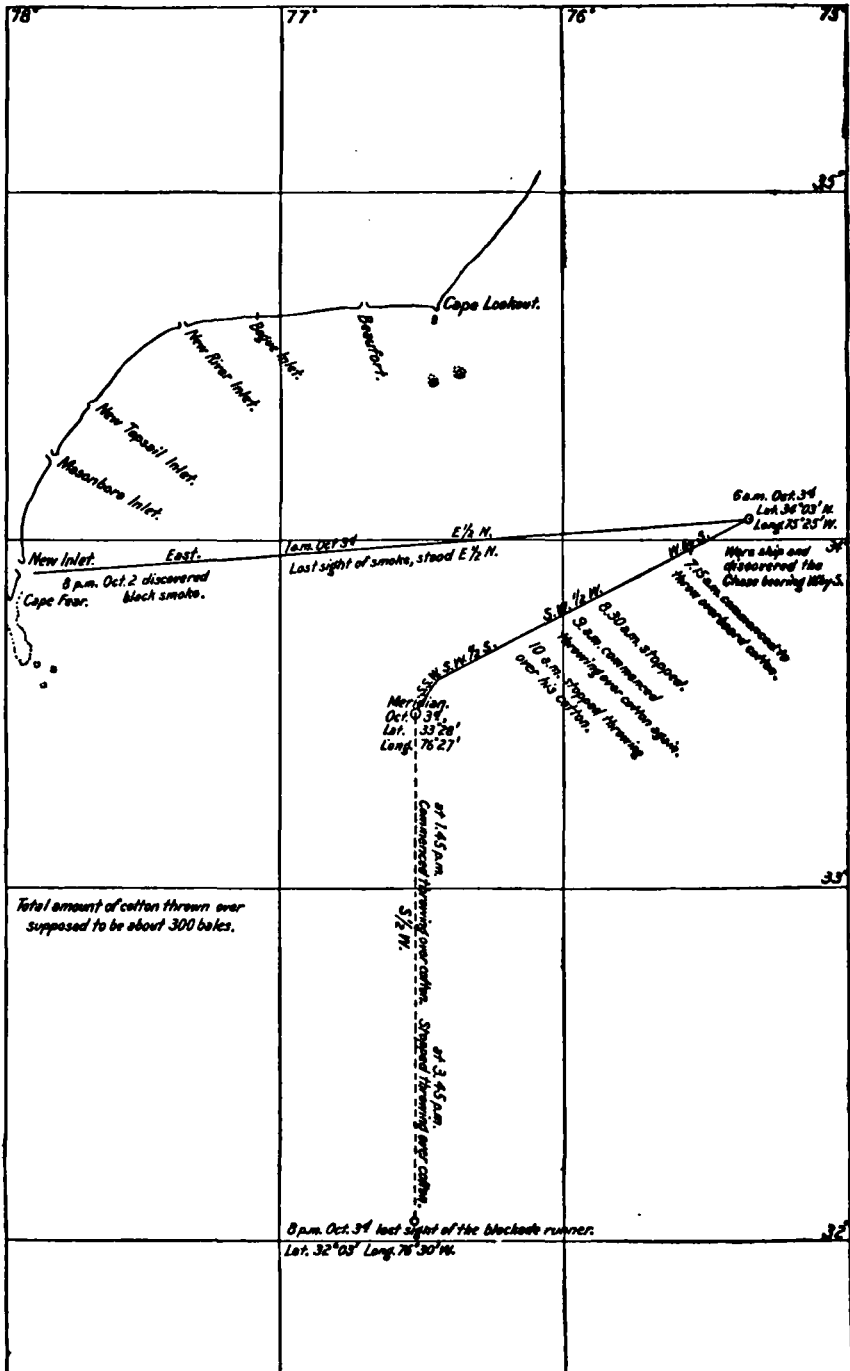 78°
77°
76°
75°
35°
Cape Lookout.
Beaufort.
Bogue Inlet.
New River Inlet.
New Topsail Inlet.
Masonboro Inlet.
New Inlet.
Cape Fear.
East.
8 p.m. Oct. 2 discovered
black smoke.
1 a.m. Oct 3d
E ½ N.
Lost sight of smoke, stood E ½ N.
6 a.m. Oct. 3d
Lat. 34°03' N.
Long. 75°25' W.
34°
Wore ship and
discovered the
Chase bearing W by S.
W by S.
7.15 a.m. commenced to
throw overboard cotton.
S.W. ½ W.
8.30 a.m. stopped.
9 a.m. commenced
throwing over cotton again.
10 a.m. stopped throwing
over his cotton.
S.W. ½ S.
S.S.W.
Meridian.
Oct. 3d,
Lat. 33°28'
Long. 76°27'
at 1.45 p.m.
Commenced throwing over cotton.
S ½ W.
33°
Total amount of cotton thrown over
supposed to be about 300 bales.
at 3.45 p.m.
Stopped throwing over cotton.
8 p.m. Oct. 3d lost sight of the blockade runner.
Lat. 32°03' Long. 76°30' W.
32°